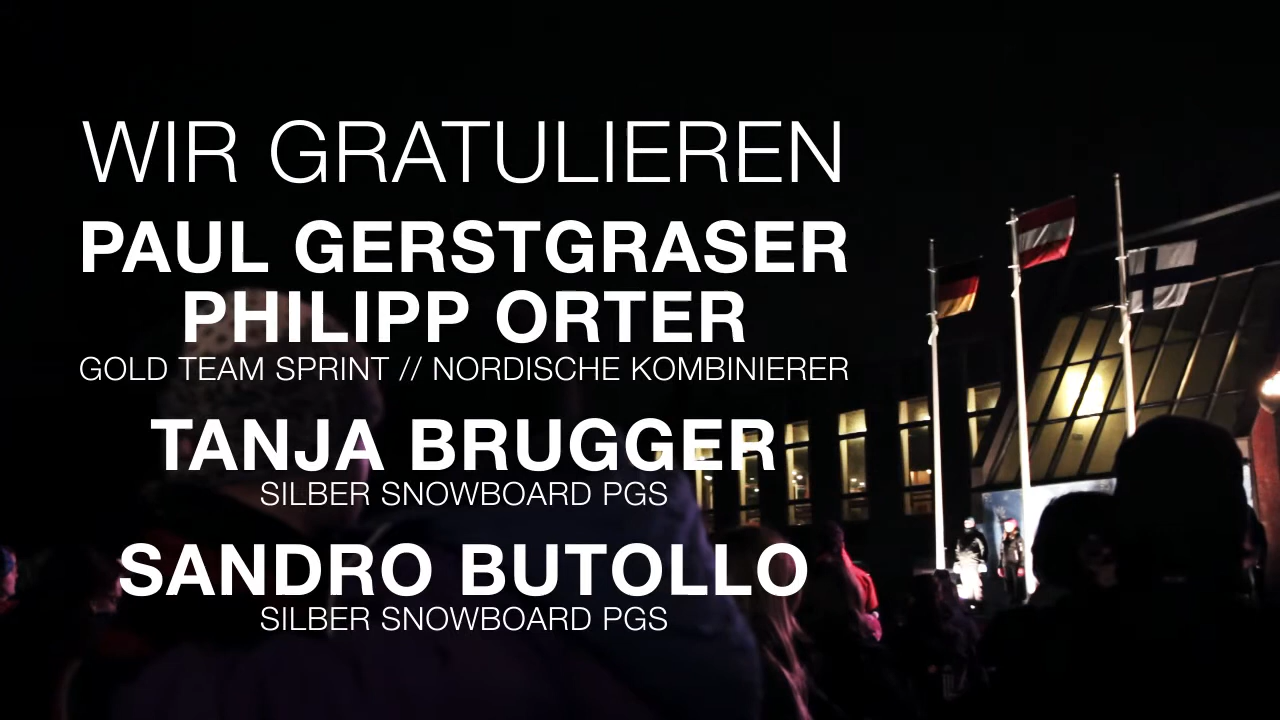 WIR GRATULIEREN
PAUL GERSTGRASER
PHILIPP ORTER
GOLD TEAM SPRINT // NORDISCHE KOMBINIERER
TANJA BRUGGER
SILBER SNOWBOARD PGS
SANDRO BUTOLLO
SILBER SNOWBOARD PGS